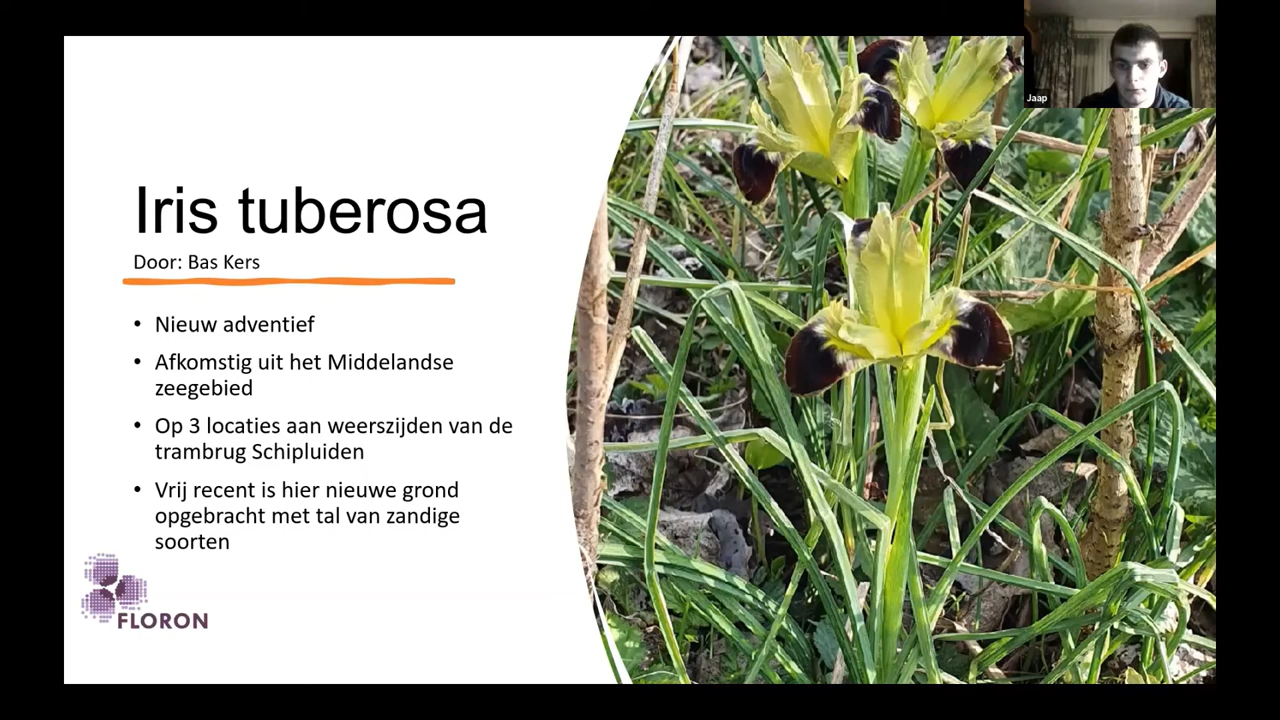 Jaap
Iris tuberosa
Door: Bas Kers
• Nieuw adventief
• Afkomstig uit het Middelandse
zeegebied
• Op 3 locaties aan weerszijden van de
trambrug Schipluiden
• Vrij recent is hier nieuwe grond
opgebracht met tal van zandige
soorten
FLORON